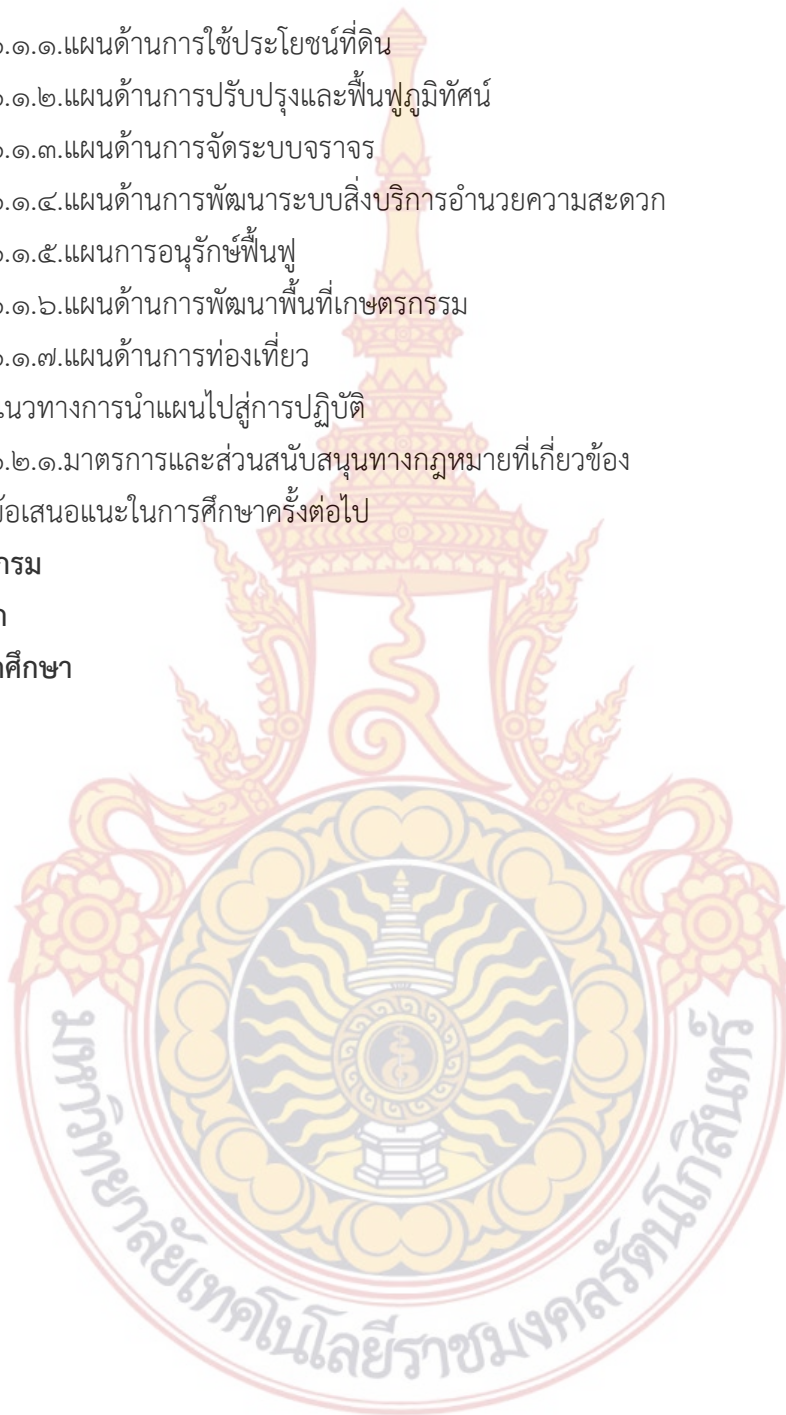 ๖.๑.๑.แผนด้านการใช้ประโยชน์ที่ดิน
๖.๑.๒.แผนด้านการปรับปรุงและฟื้นฟูภูมิทัศน์
๖.๑.๓.แผนด้านการจัดระบบจราจร
๖.๑.๔.แผนด้านการพัฒนาระบบสิ่งบริการอำนวยความสะดวก
๖.๑.๕.แผนการอนุรักษ์ฟื้นฟู
๖.๑.๖.แผนด้านการพัฒนาพื้นที่เกษตรกรรม
๖.๑.๗.แผนด้านการท่องเที่ยว
แนวทางการนำแผนไปสู่การปฏิบัติ
๖.๒.๑.มาตรการและส่วนสนับสนุนทางกฎหมายที่เกี่ยวข้อง
ข้อเสนอแนะในการศึกษาครั้งต่อไป
กรม
ศึกษา
มหาวิทยาลัยเทคโนโลยีราชมงคลรัตนโกสินทร์